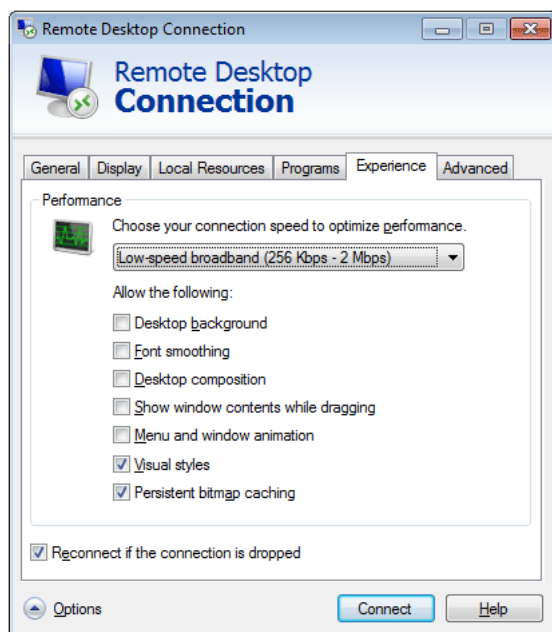 Remote Desktop Connection
Remote Desktop
Connection
General Display Local Resources Programs Experience Advanced
Performance
Choose your connection speed to optimize performance.
Low-speed broadband (256 Kbps - 2 Mbps)
Allow the following:
Desktop background
Font smoothing
Desktop composition
Show window contents while dragging
Menu and window animation
Visual styles
Persistent bitmap caching
Reconnect if the connection is dropped
Options Connect Help